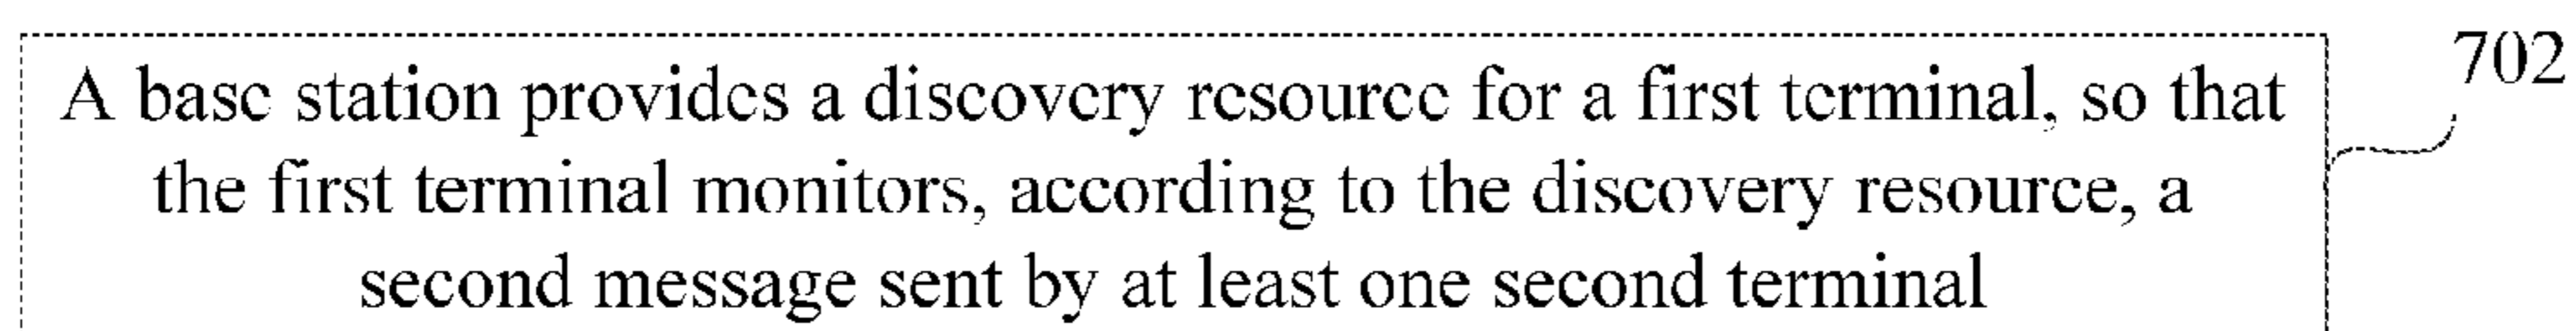 A base station provides a discovery resource for a first terminal, so that
the first terminal monitors, according to the discovery resource, a
second message sent by at least one second terminal
702